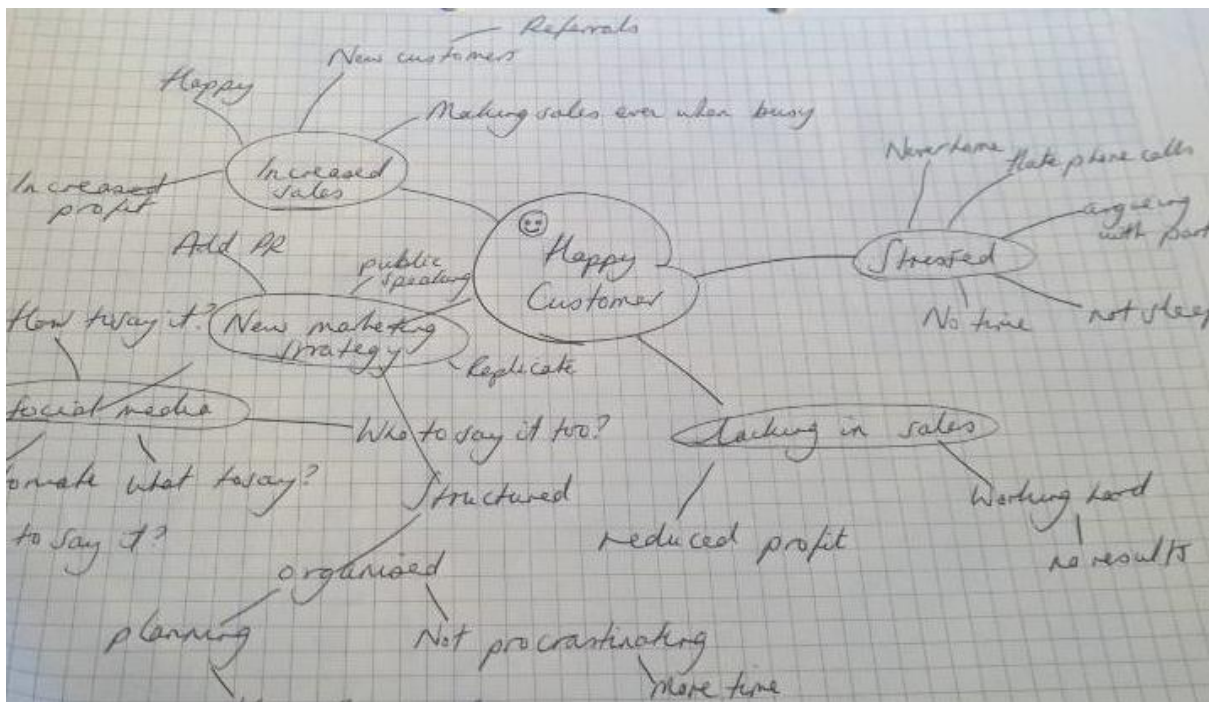 Referrals
New customers
Happy
Making sales even when busy
Increased
sales
Increased
profit
Never home
Hate phone calls
arguing
with part
Stressed
No time
not sleep
Happy
Customer
Add PR
public
speaking
New marketing
strategy
Replicate
How to say it?
Social media
Who to say it too?
what to say?
to say it?
Structured
organised
planning
Not procrastinating
More time
Lacking in sales
reduced profit
Working hard
no results